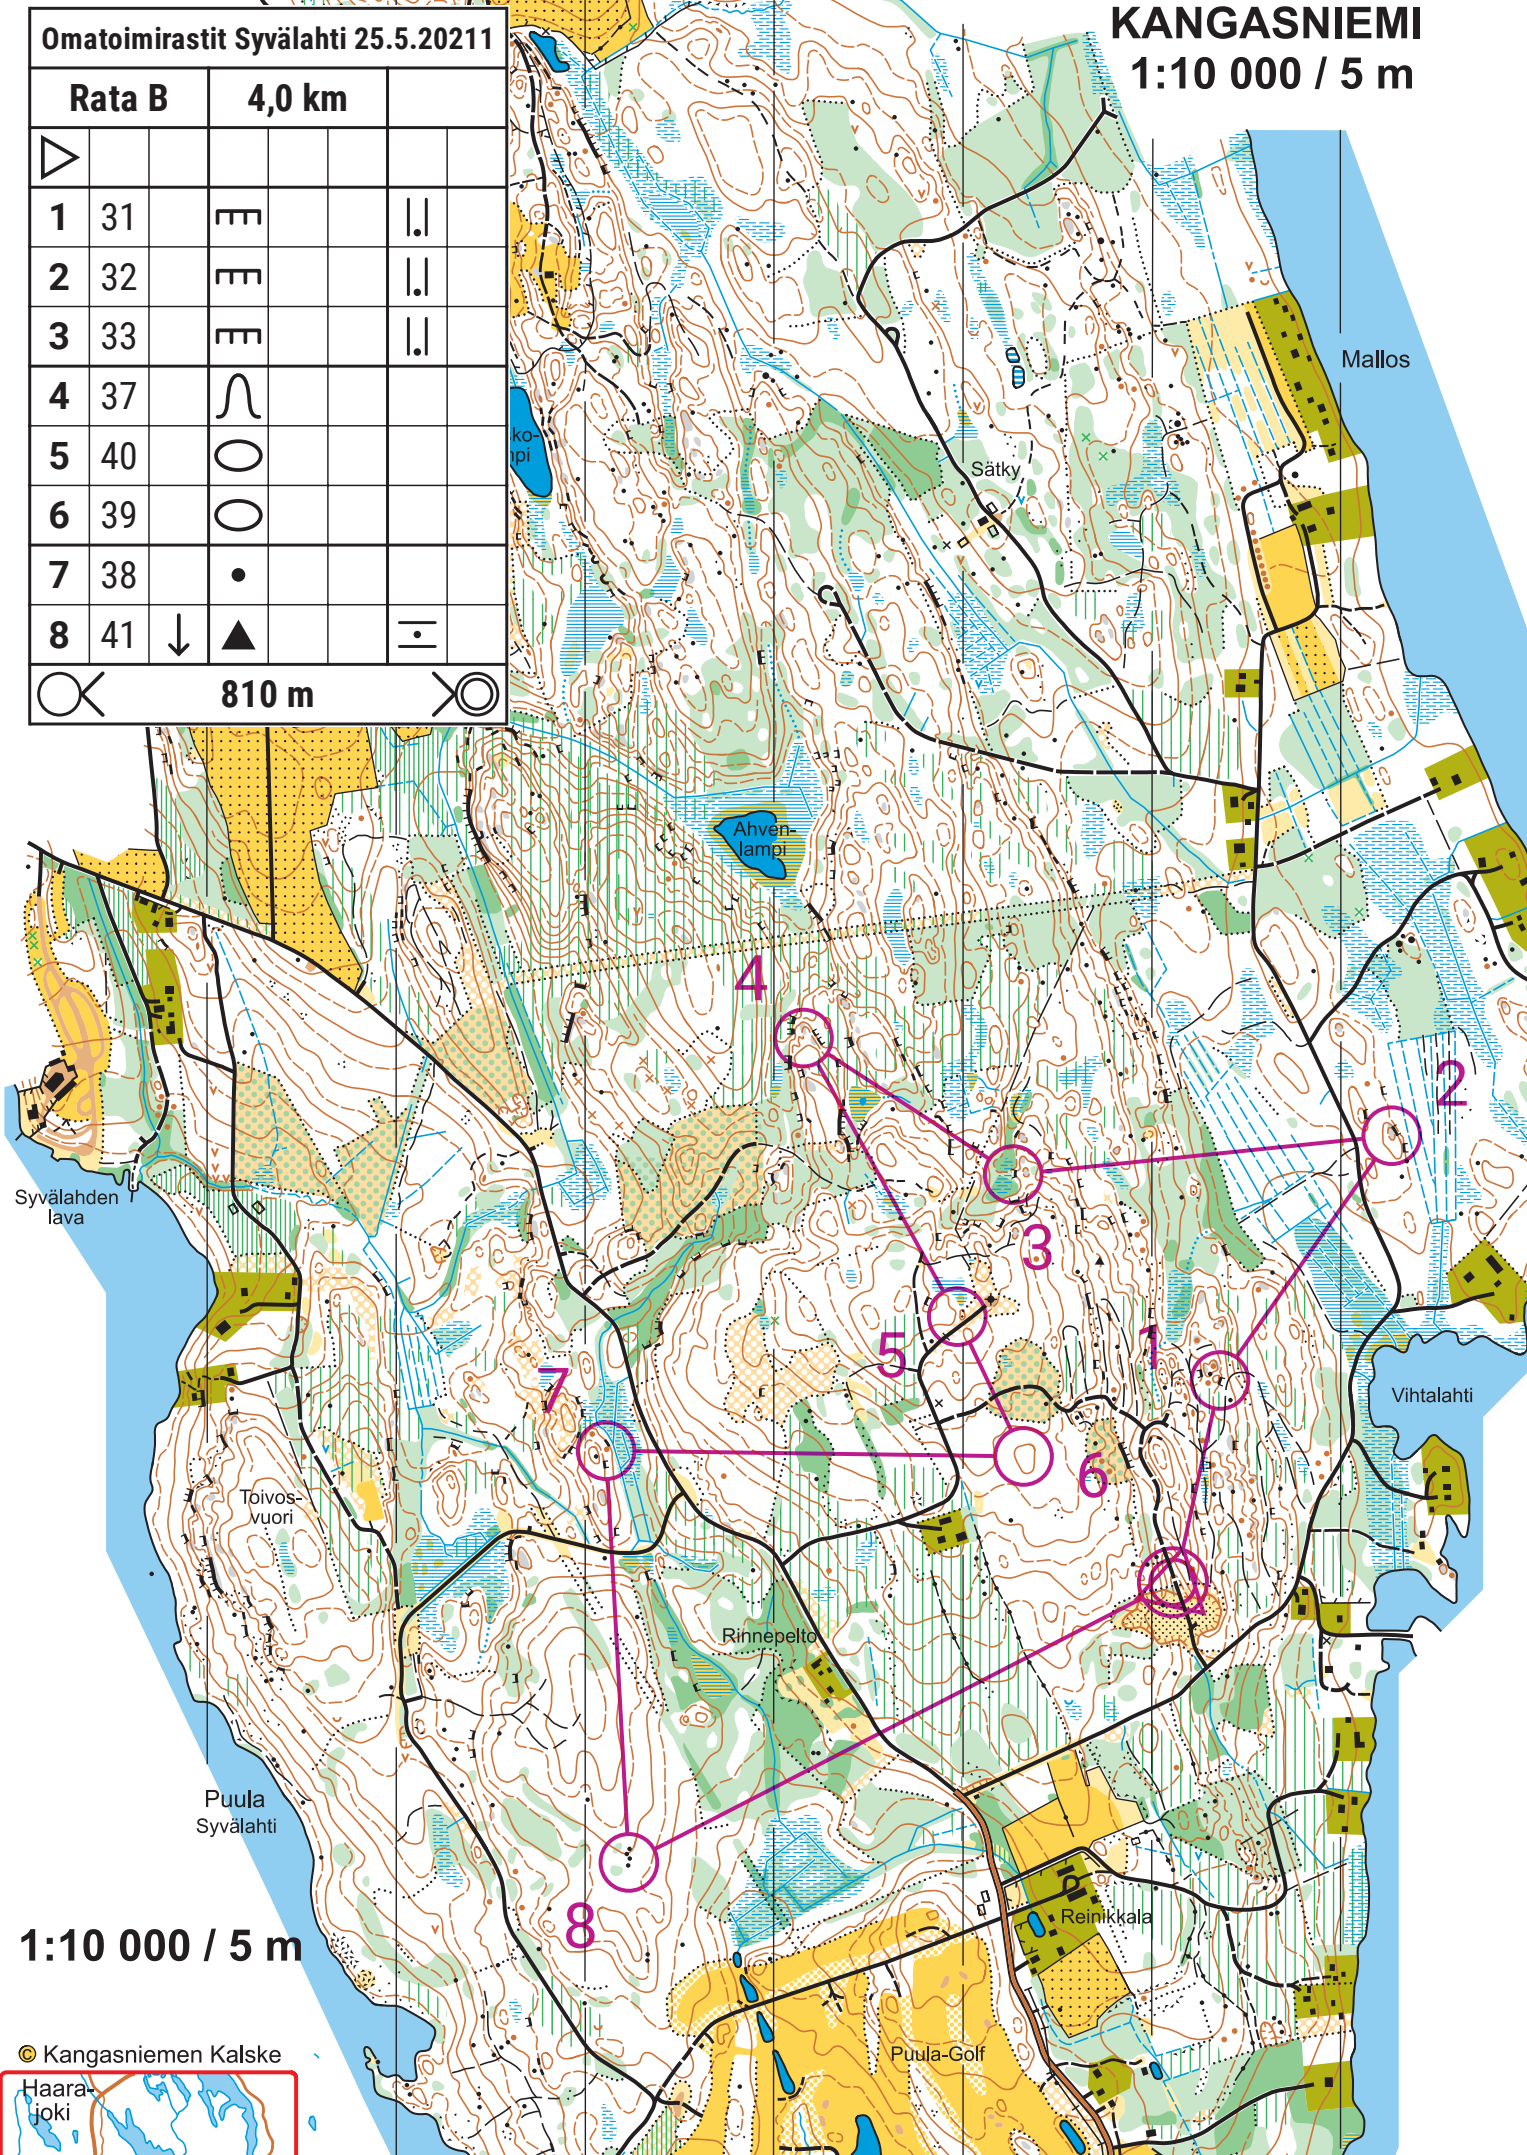 Omatoimirastit Syvälahti 25.5.20211
Rata B 4,0 km
1 31
2 32
3 33
4 37
5 40
6 39
7 38
8 41
810 m
KANGASNIEMI
1:10 000 / 5 m
Mallos
ko-
mpi
Sätky
Ahven-
lampi
4
2
Syvälahden
lava
3
1
5
7
Vihtalahti
6
Toivos-
vuori
Rinnepelto
Puula
Syvälahti
8
Reinikkala
1:10 000 / 5 m
© Kangasniemen Kalske
Puula-Golf
Haara-
joki